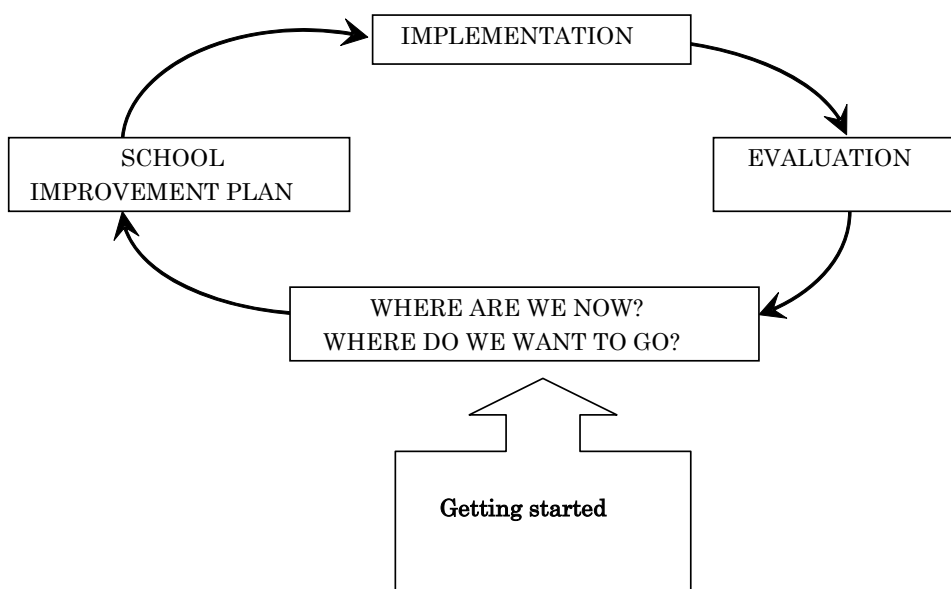 IMPLEMENTATION
SCHOOL
IMPROVEMENT PLAN
EVALUATION
WHERE ARE WE NOW?
WHERE DO WE WANT TO GO?
Getting started